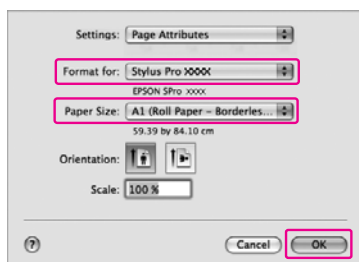 Settings: Page Attributes
Format for: Stylus Pro XXXX
EPSON SPro xxxx
Paper Size: A1 (Roll Paper – Borderles...
59.39 by 84.10 cm
Orientation:
Scale: 100 %
? Cancel OK